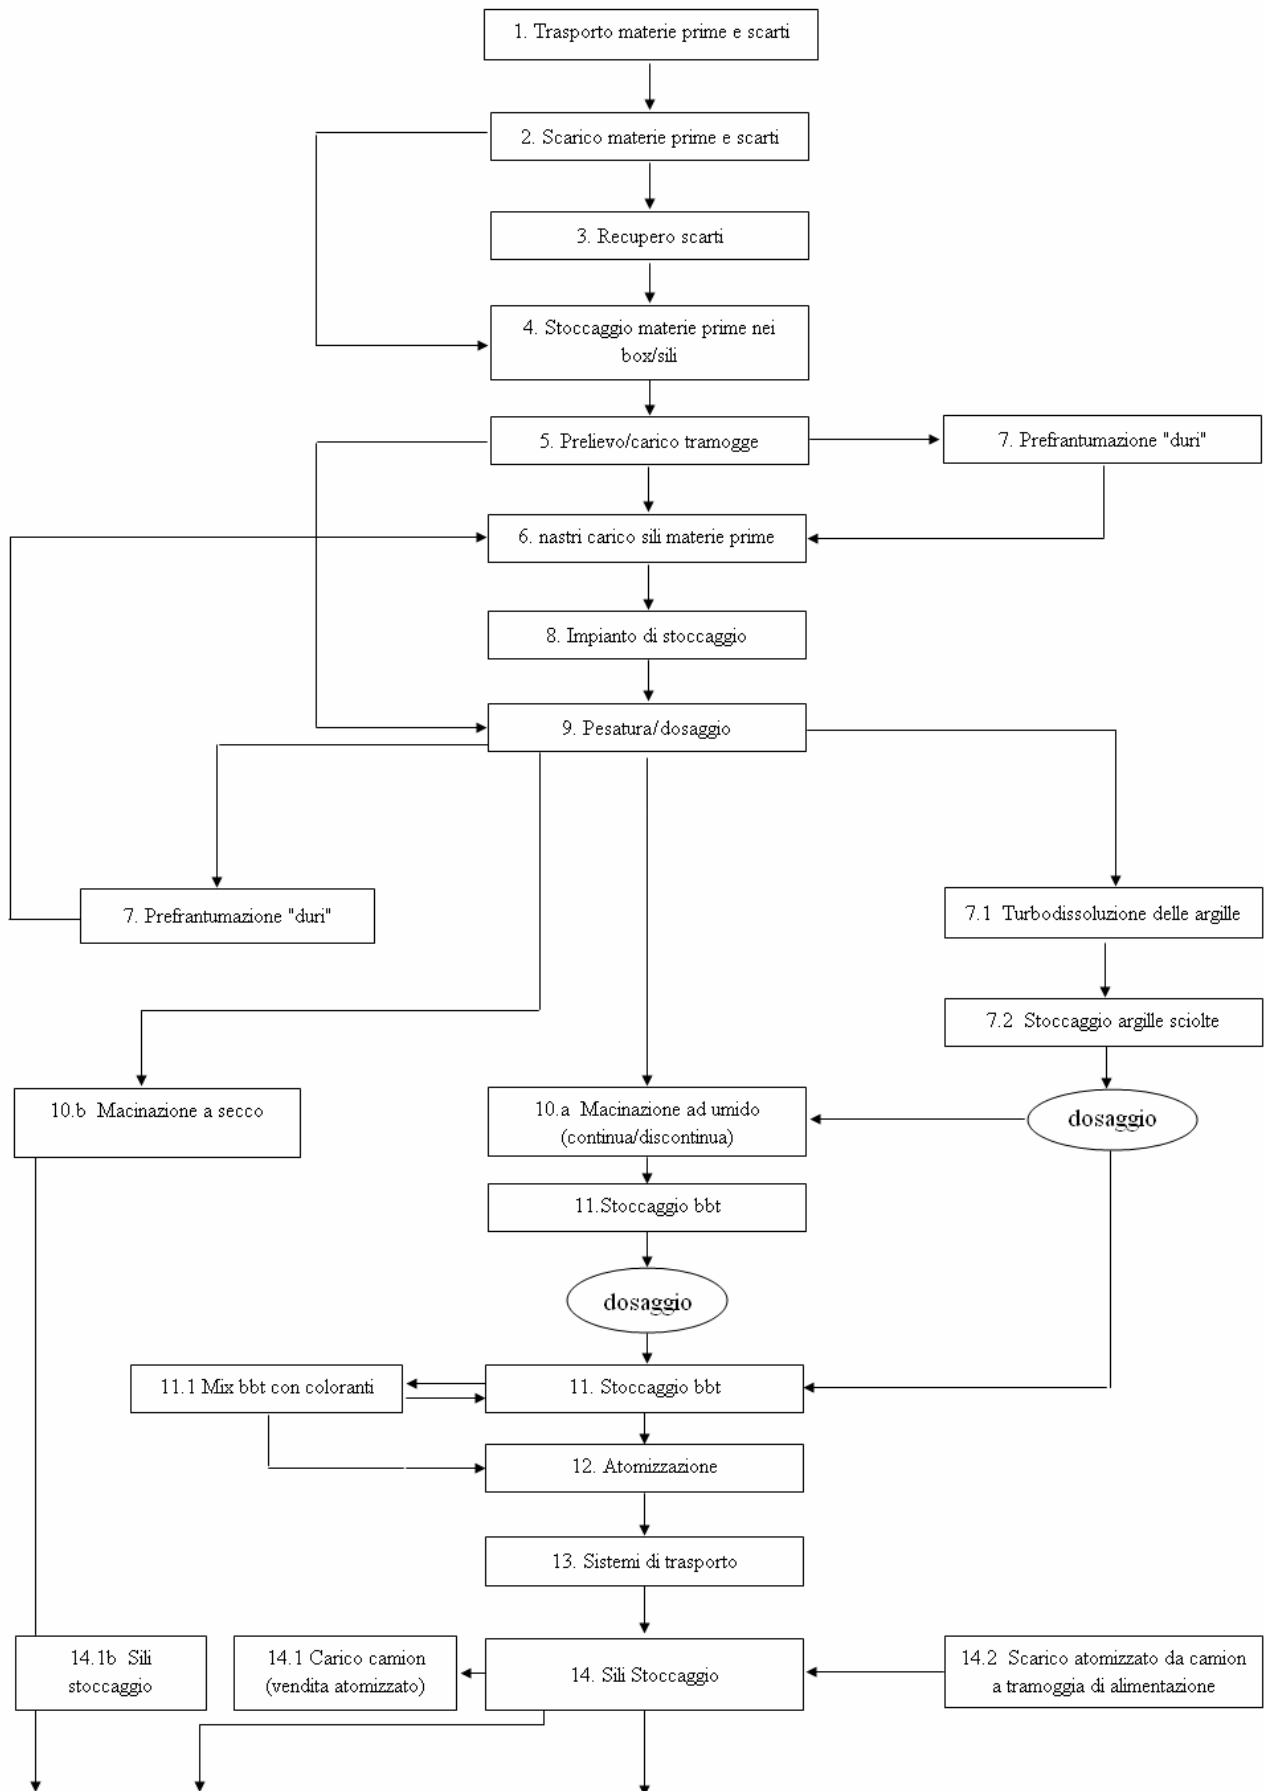 1. Trasporto materie prime e scarti
2. Scarico materie prime e scarti
3. Recupero scarti
4. Stoccaggio materie prime nei
box/sili
5. Prelievo/carico tramogge
7. Prefrantumazione "duri"
6. nastri carico sili materie prime
8. Impianto di stoccaggio
9. Pesatura/dosaggio
7. Prefrantumazione "duri"
7.1 Turbodissoluzione delle argille
7.2 Stoccaggio argille sciolte
10.b Macinazione a secco
10.a Macinazione ad umido
(continua/discontinua)
dosaggio
11.Stoccaggio bbt
dosaggio
11.1 Mix bbt con coloranti
11. Stoccaggio bbt
12. Atomizzazione
13. Sistemi di trasporto
14.1b Sili
stoccaggio
14.1 Carico camion
(vendita atomizzato)
14. Sili Stoccaggio
14.2 Scarico atomizzato da camion
a tramoggia di alimentazione